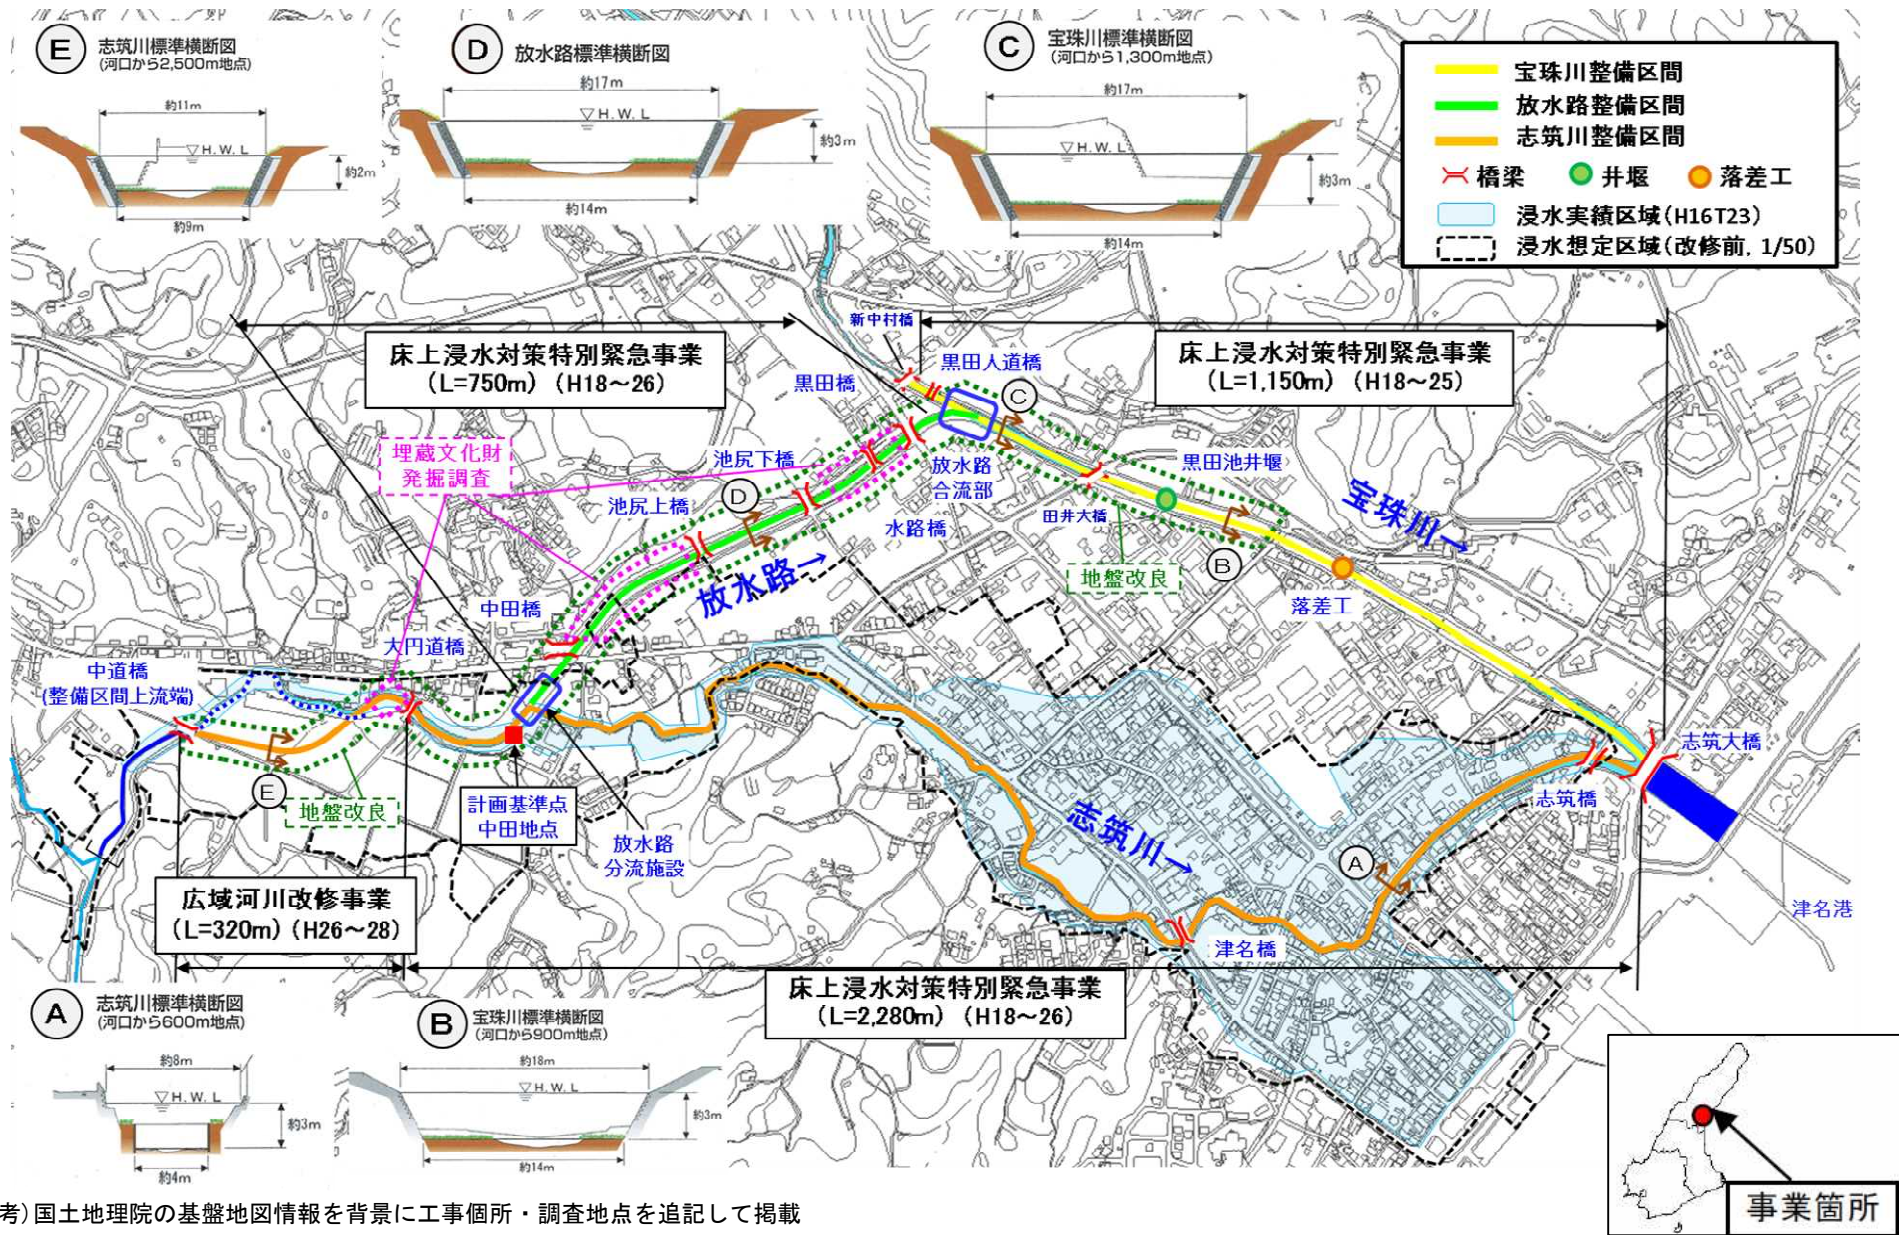 E
志筑川標準横断図
(河口から2,500m地点)
約11m
▽H.W.L
約2m
約9m
D
放水路標準横断図
約17m
▽H.W.L
約3m
約14m
C
宝珠川標準横断図
(河口から1,300m地点)
約17m
▽H.W.L
約3m
約14m
宝珠川整備区間
放水路整備区間
志筑川整備区間
橋梁
井堰
落差工
浸水実績区域(H16T23)
浸水想定区域(改修前, 1/50)
床上浸水対策特別緊急事業
(L=750m) (H18~26)
新中村橋
床上浸水対策特別緊急事業
(L=1,150m) (H18~25)
黒田人道橋
黒田橋
C
埋蔵文化財
発掘調査
池尻下橋
放水路
合流部
黒田池井堰
D
池尻上橋
水路橋
田井大橋
宝珠川→
B
地盤改良
放水路→
中田橋
落差工
大円道橋
中道橋
(整備区間上流端)
志筑大橋
E
地盤改良
計画基準点
中田地点
放水路
分流施設
志筑橋
志筑川→
A
広域河川改修事業
(L=320m) (H26~28)
津名橋
津名港
床上浸水対策特別緊急事業
(L=2,280m) (H18~26)
A
志筑川標準横断図
(河口から600m地点)
約8m
▽H.W.L
約3m
約4m
B
宝珠川標準横断図
(河口から900m地点)
約18m
▽H.W.L
約3m
約14m
事業箇所
考)国土地理院の基盤地図情報を背景に工事個所・調査地点を追記して掲載